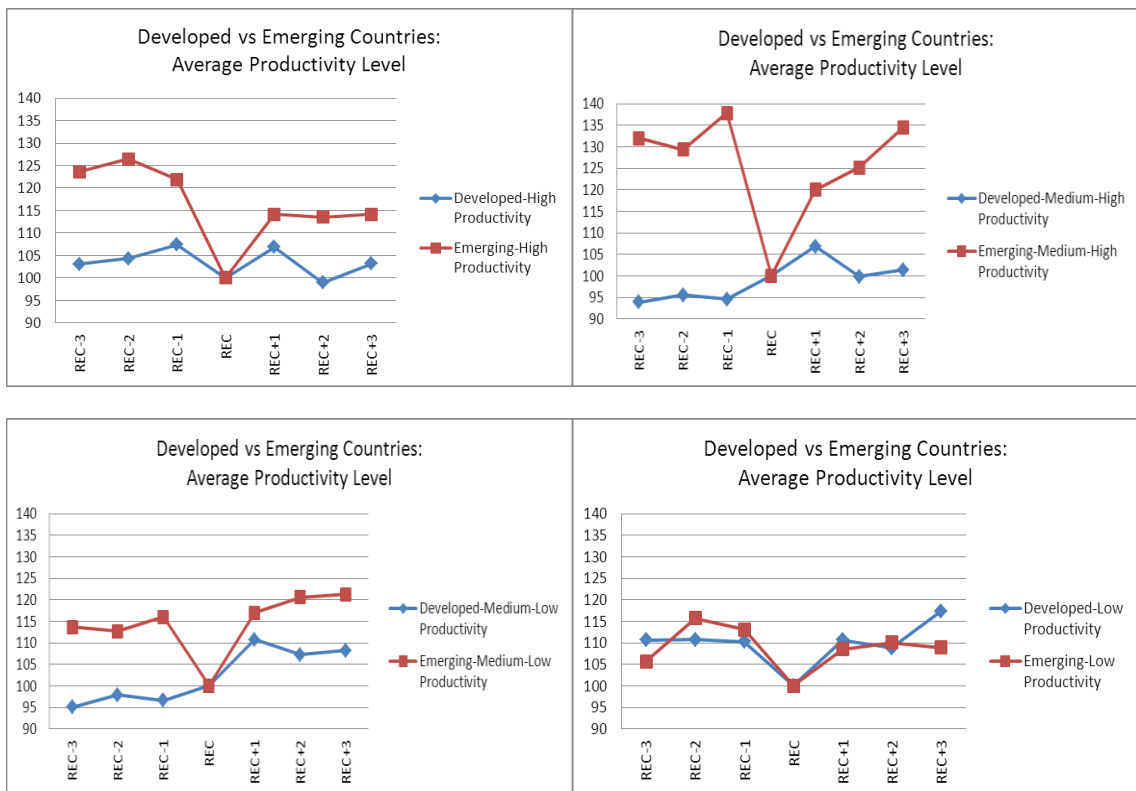 Developed vs Emerging Countries:
Average Productivity Level
140
135
130
125
120
115
110
105
100
95
90
REC-3
REC-2
REC-1
REC
REC+1
REC+2
REC+3
Developed-High
Productivity
Emerging-High
Productivity
Developed vs Emerging Countries:
Average Productivity Level
140
135
130
125
120
115
110
105
100
95
90
REC-3
REC-2
REC-1
REC
REC+1
REC+2
REC+3
Developed-Medium-High
Productivity
Emerging-Medium-High
Productivity
Developed vs Emerging Countries:
Average Productivity Level
140
135
130
125
120
115
110
105
100
95
90
REC-3
REC-2
REC-1
REC
REC+1
REC+2
REC+3
Developed-Medium-Low
Productivity
Emerging-Medium-Low
Productivity
Developed vs Emerging Countries:
Average Productivity Level
140
135
130
125
120
115
110
105
100
95
90
REC-3
REC-2
REC-1
REC
REC+1
REC+2
REC+3
Developed-Low
Productivity
Emerging-Low
Productivity